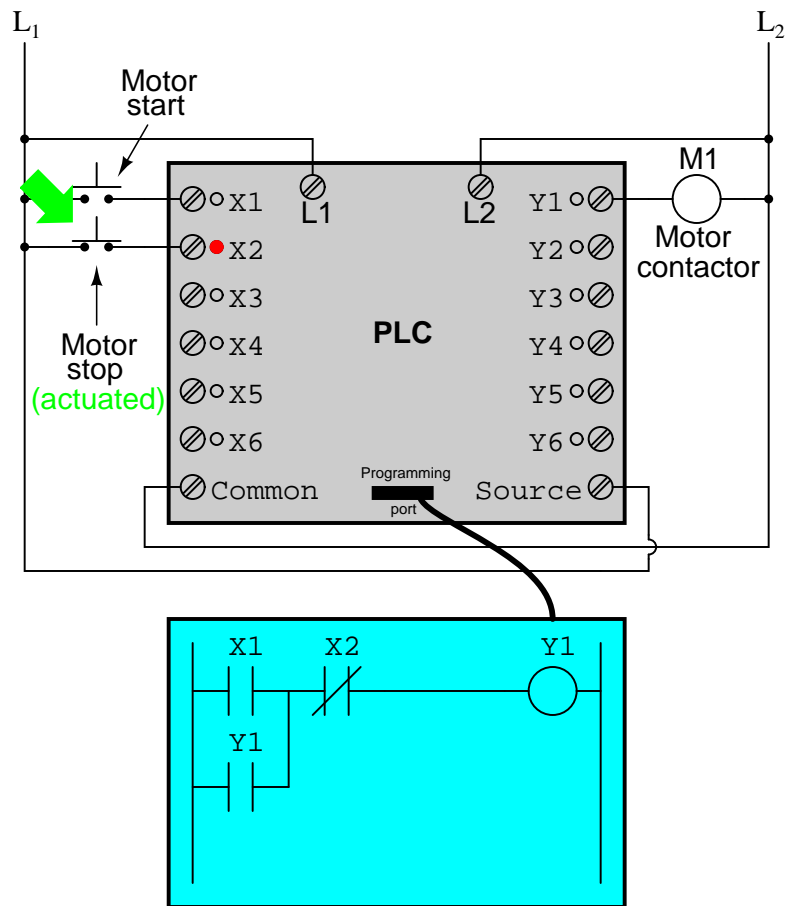 L1
L2
Motor
start
M1
X1
L1
L2
Y1
X2
Y2
Motor
contactor
X3
Y3
Motor
stop
(actuated)
X4
PLC
Y4
X5
Y5
X6
Y6
Common
Programming
port
Source
X1
X2
Y1
Y1